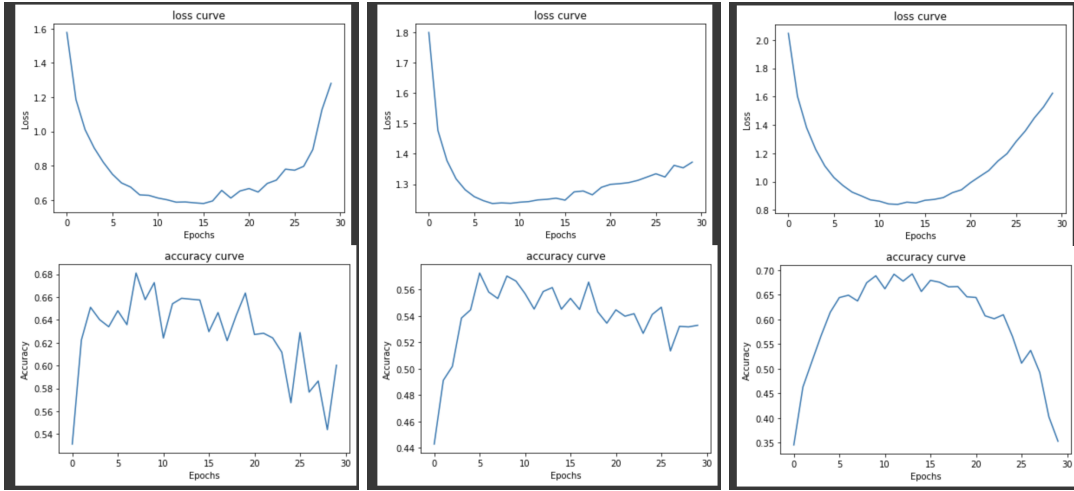 loss curve
1.6
1.4
1.2
1.0
0.8
0.6
Loss
0 5 10 15 20 25 30
Epochs
accuracy curve
0.68
0.66
0.64
0.62
0.60
0.58
0.56
0.54
Accuracy
0 5 10 15 20 25 30
Epochs
loss curve
1.8
1.7
1.6
1.5
1.4
1.3
Loss
0 5 10 15 20 25 30
Epochs
accuracy curve
0.56
0.54
0.52
0.50
0.48
0.46
0.44
Accuracy
0 5 10 15 20 25 30
Epochs
loss curve
2.0
1.8
1.6
1.4
1.2
1.0
0.8
Loss
0 5 10 15 20 25 30
Epochs
accuracy curve
0.70
0.65
0.60
0.55
0.50
0.45
0.40
0.35
Accuracy
0 5 10 15 20 25 30
Epochs